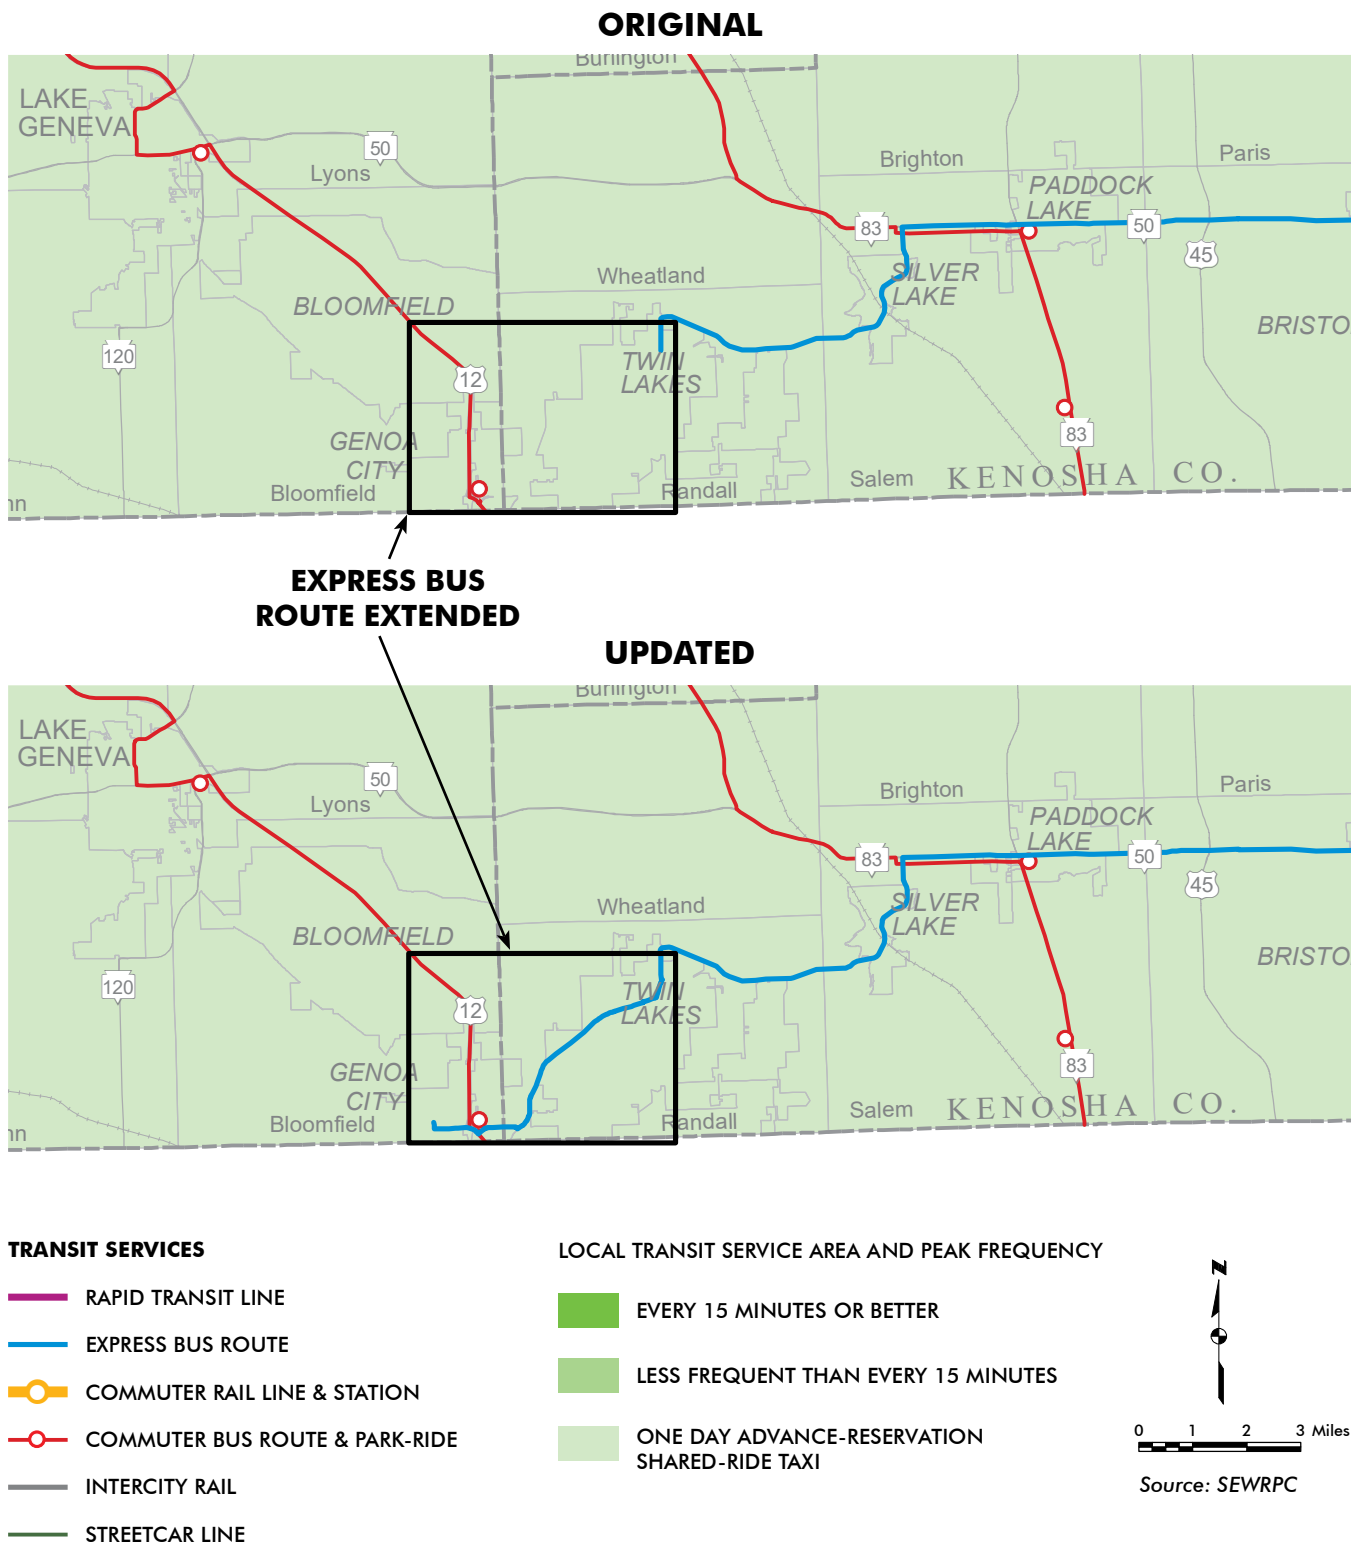 ORIGINAL
Burlington
LAKE
GENEVA
50
Lyons
Brighton
Paris
PADDOCK
LAKE
83
50
45
Wheatland
SILVER
LAKE
BLOOMFIELD
BRISTO
120
12
TWIN
LAKES
GENOA
CITY
83
Bloomfield
Randall
Salem
KENOSHA CO.
nn
EXPRESS BUS
ROUTE EXTENDED
UPDATED
Burlington
LAKE
GENEVA
50
Lyons
Brighton
Paris
PADDOCK
LAKE
83
50
45
Wheatland
SILVER
LAKE
BLOOMFIELD
BRISTO
120
12
TWIN
LAKES
GENOA
CITY
83
Bloomfield
Randall
Salem
KENOSHA CO.
nn
TRANSIT SERVICES
RAPID TRANSIT LINE
EXPRESS BUS ROUTE
COMMUTER RAIL LINE & STATION
COMMUTER BUS ROUTE & PARK-RIDE
INTERCITY RAIL
STREETCAR LINE
LOCAL TRANSIT SERVICE AREA AND PEAK FREQUENCY
EVERY 15 MINUTES OR BETTER
LESS FREQUENT THAN EVERY 15 MINUTES
ONE DAY ADVANCE-RESERVATION
SHARED-RIDE TAXI
N
0 1 2 3 Miles
Source: SEWRPC